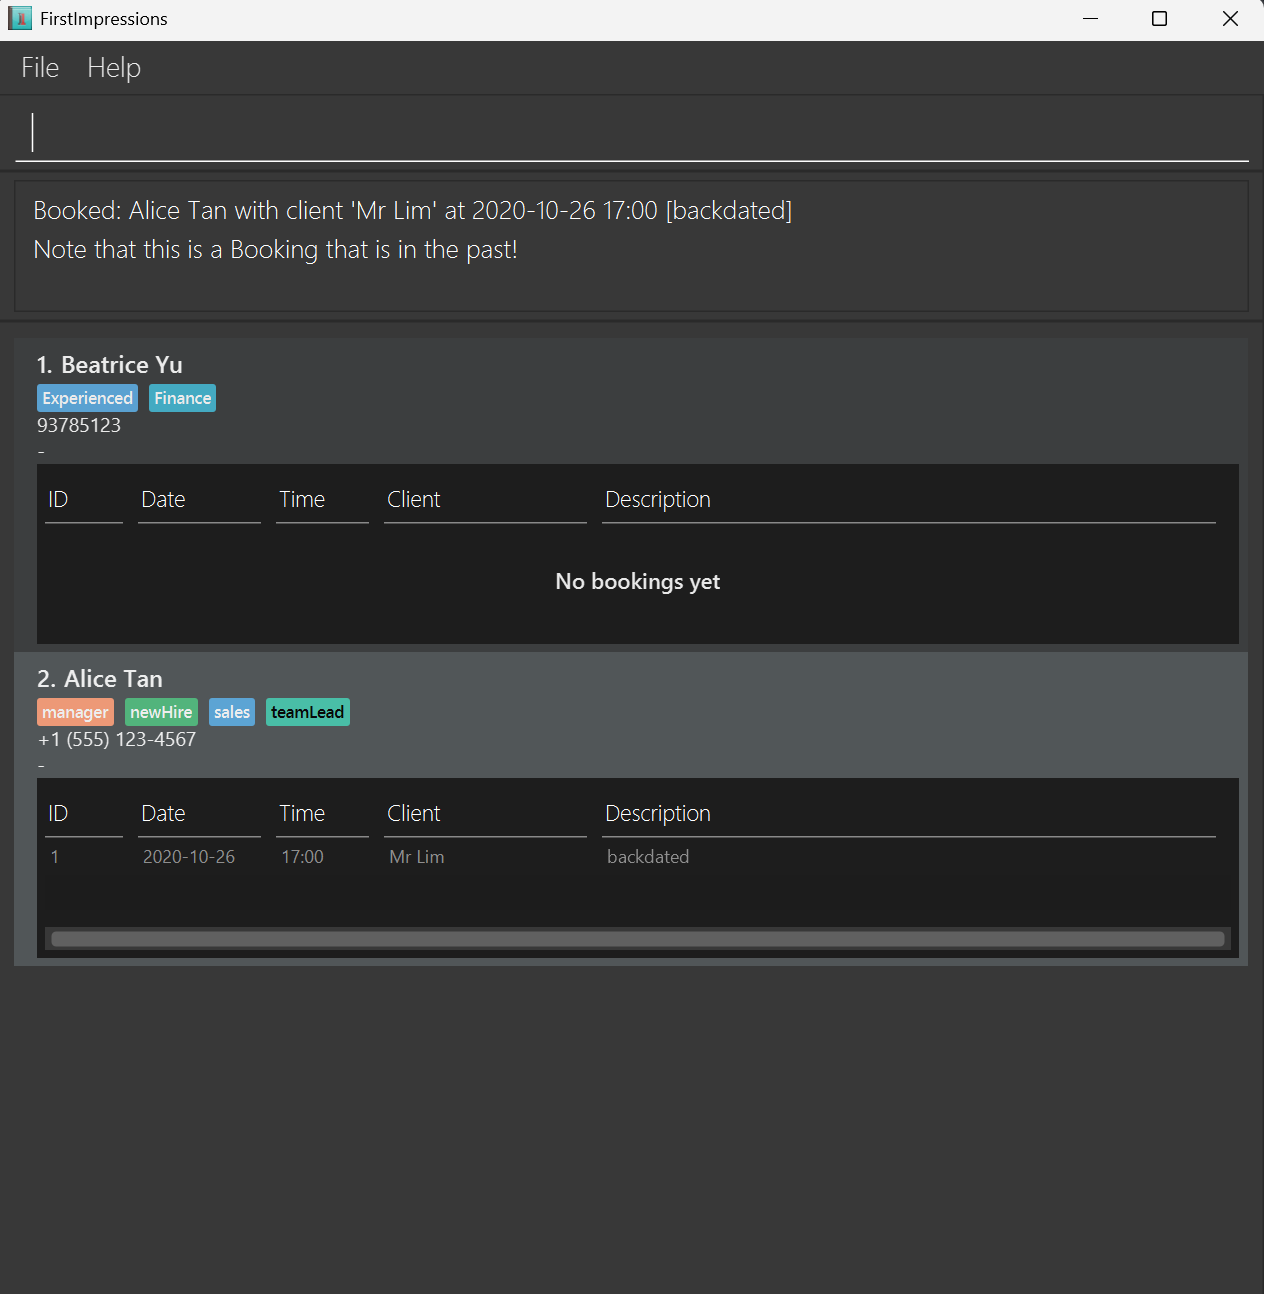 FirstImpressions
File Help
Booked: Alice Tan with client 'Mr Lim' at 2020-10-26 17:00 [backdated]
Note that this is a Booking that is in the past!
1. Beatrice Yu
Experienced Finance
93785123
-
ID Date Time Client Description
No bookings yet
2. Alice Tan
manager newHire sales teamLead
+1 (555) 123-4567
-
ID Date Time Client Description
1 2020-10-26 17:00 Mr Lim backdated